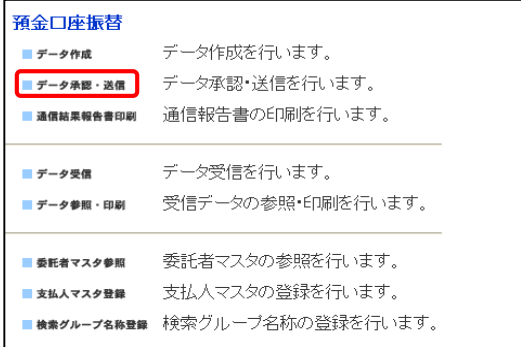 預金口座振替
データ作成 データ作成を行います。
データ承認・送信 データ承認・送信を行います。
通信結果報告書印刷 通信報告書の印刷を行います。
データ受信 データ受信を行います。
データ参照・印刷 受信データの参照・印刷を行います。
委託者マスタ参照 委託者マスタの参照を行います。
支払人マスタ登録 支払人マスタの登録を行います。
検索グループ名称登録 検索グループ名称の登録を行います。